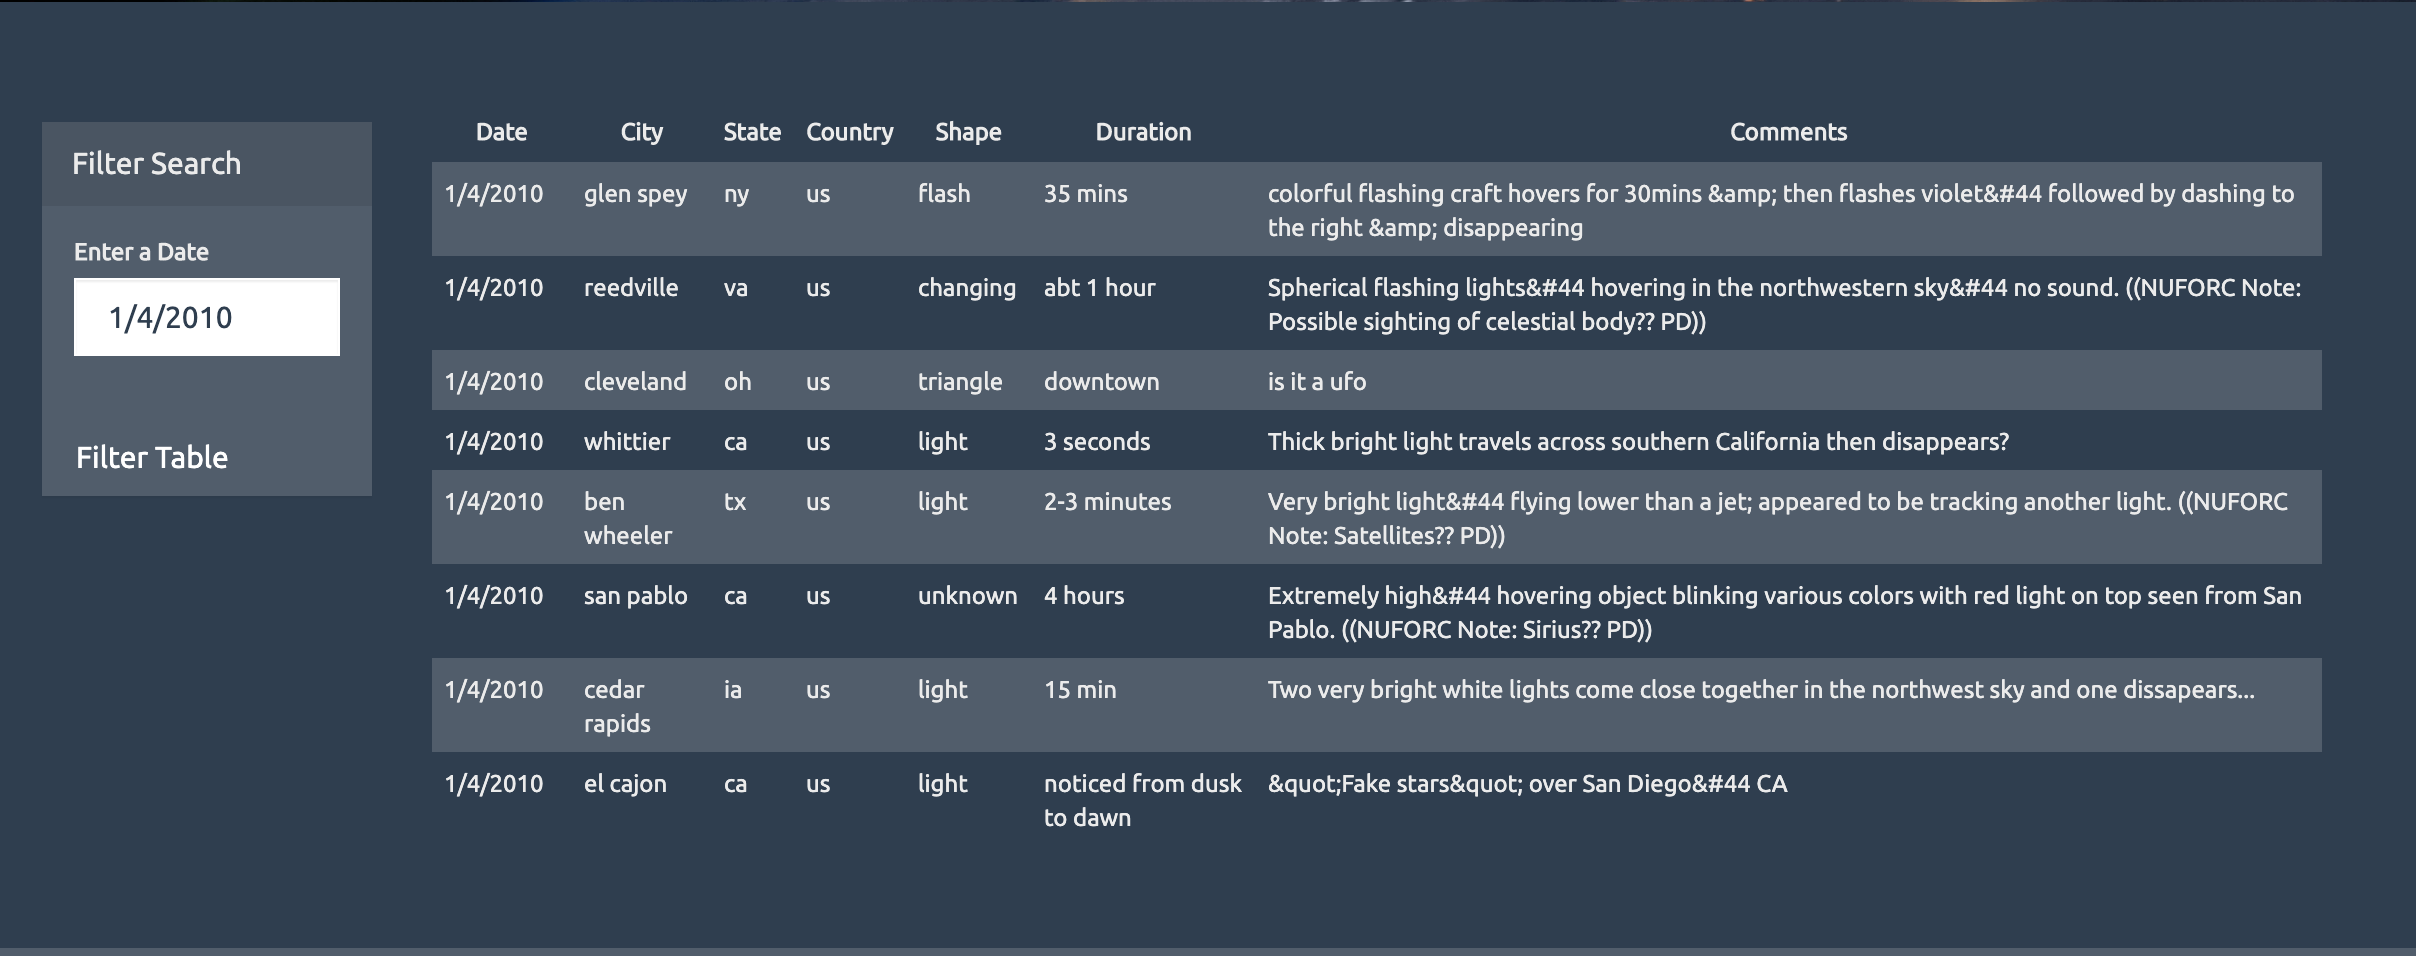 Filter Search
Enter a Date
1/4/2010
Filter Table
Date City State Country Shape Duration Comments
1/4/2010 glen spey ny us flash 35 mins colorful flashing craft hovers for 30mins &amp; then flashes violet&#44 followed by dashing to
the right &amp; disappearing
1/4/2010 reedville va us changing abt 1 hour Spherical flashing lights&#44 hovering in the northwestern sky&#44 no sound. ((NUFORC Note:
Possible sighting of celestial body?? PD))
1/4/2010 cleveland oh us triangle downtown is it a ufo
1/4/2010 whittier ca us light 3 seconds Thick bright light travels across southern California then disappears?
1/4/2010 ben tx us light 2-3 minutes Very bright light&#44 flying lower than a jet; appeared to be tracking another light. ((NUFORC
wheeler Note: Satellites?? PD))
1/4/2010 san pablo ca us unknown 4 hours Extremely high&#44 hovering object blinking various colors with red light on top seen from San
Pablo. ((NUFORC Note: Sirius?? PD))
1/4/2010 cedar ia us light 15 min Two very bright white lights come close together in the northwest sky and one dissapears...
rapids
1/4/2010 el cajon ca us light noticed from dusk &quot;Fake stars&quot; over San Diego&#44 CA
to dawn